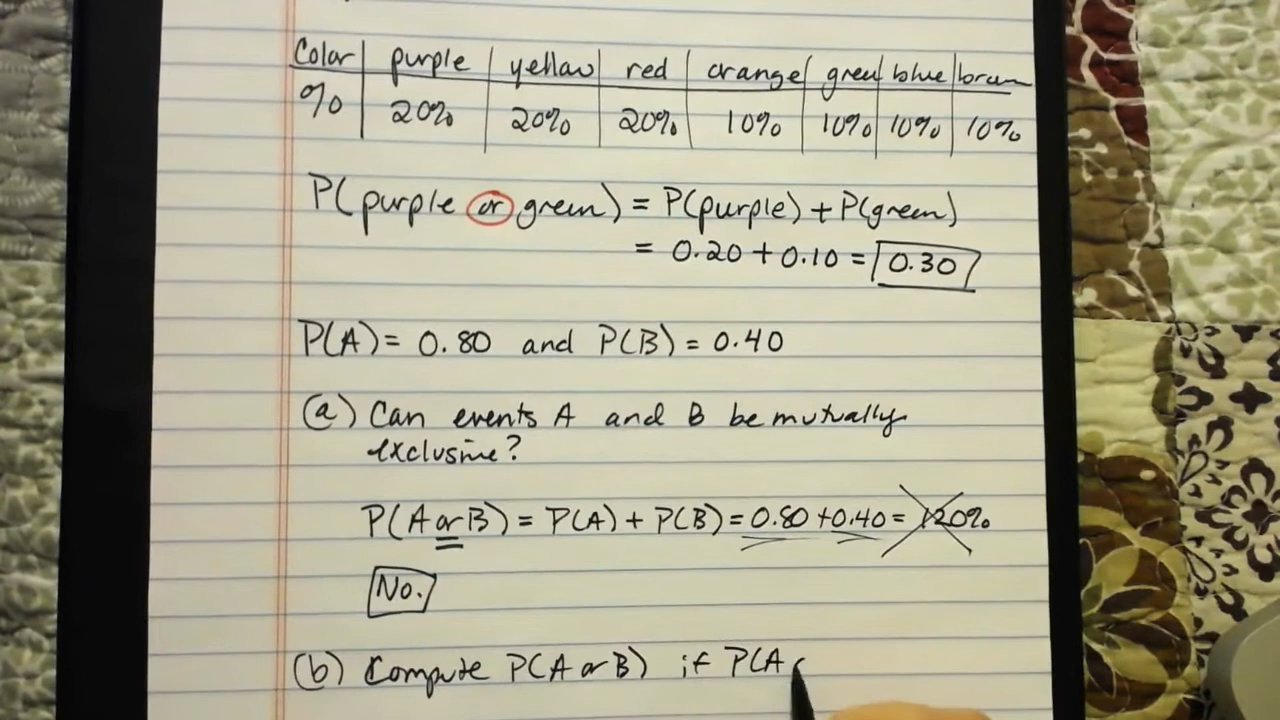 Color purple yellow red orange green blue brown
% 20% 20% 20% 10% 10% 10% 10%
P(purple or green) = P(purple) + P(green)
= 0.20 + 0.10 = 0.30
P(A) = 0.80 and P(B) = 0.40
(a) Can events A and B be mutually
exclusive?
P(A or B) = P(A) + P(B) = 0.80 + 0.40 = 120%
No.
(b) Compute P(A or B) if P(A